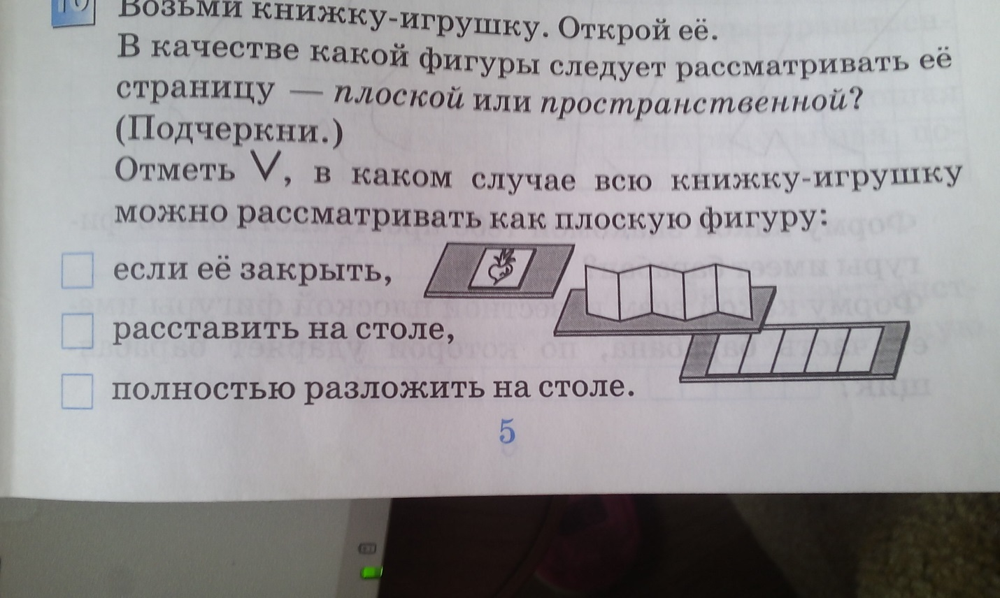 10 Возьми книжку-игрушку. Открой её.
В качестве какой фигуры следует рассматривать её
страницу — плоской или пространственной?
(Подчеркни.)
Отметь V, в каком случае всю книжку-игрушку
можно рассматривать как плоскую фигуру:
если её закрыть,
расставить на столе,
полностью разложить на столе.
5